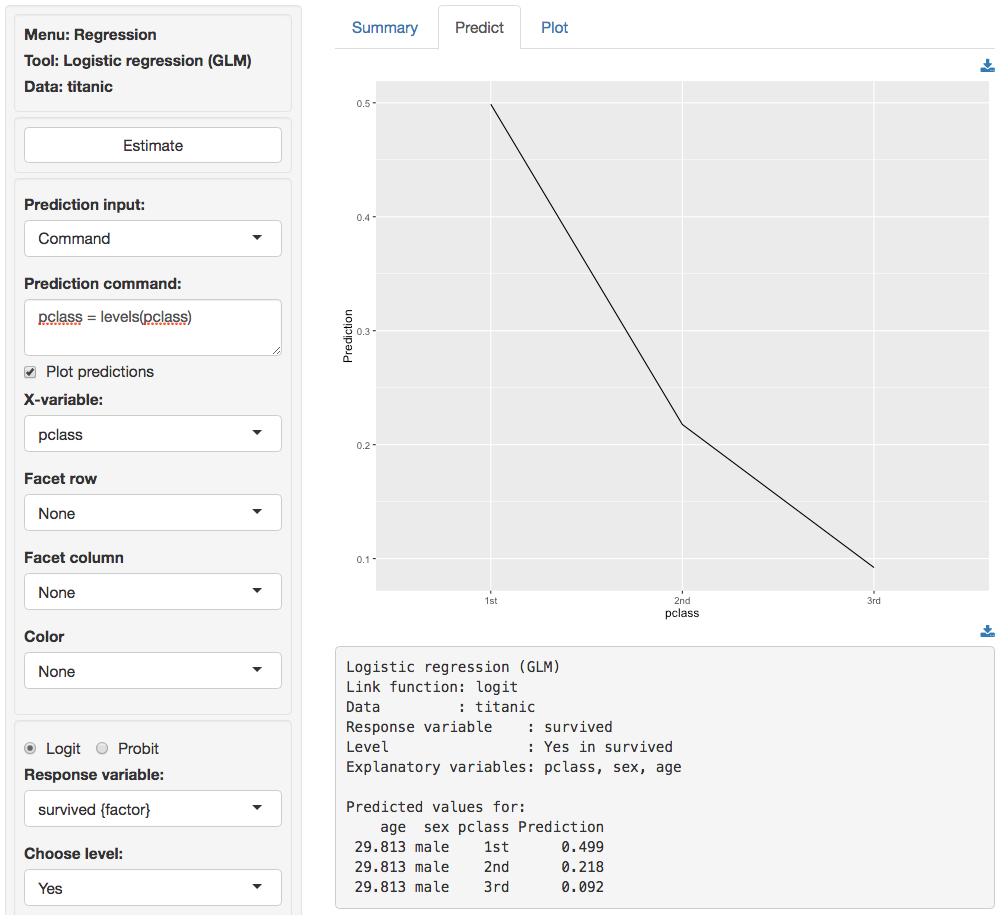 Menu: Regression
Tool: Logistic regression (GLM)
Data: titanic
Estimate
Prediction input:
Command
Prediction command:
pclass = levels(pclass)
Plot predictions
X-variable:
pclass
Facet row
None
Facet column
None
Color
None
Logit Probit
Response variable:
survived {factor}
Choose level:
Yes
Summary Predict Plot
0.5
0.4
0.3
0.2
0.1
Prediction
1st 2nd 3rd
pclass
Logistic regression (GLM)
Link function: logit
Data         : titanic
Response variable    : survived
Level                : Yes in survived
Explanatory variables: pclass, sex, age
Predicted values for:
    age  sex pclass Prediction
 29.813 male    1st      0.499
 29.813 male    2nd      0.218
 29.813 male    3rd      0.092